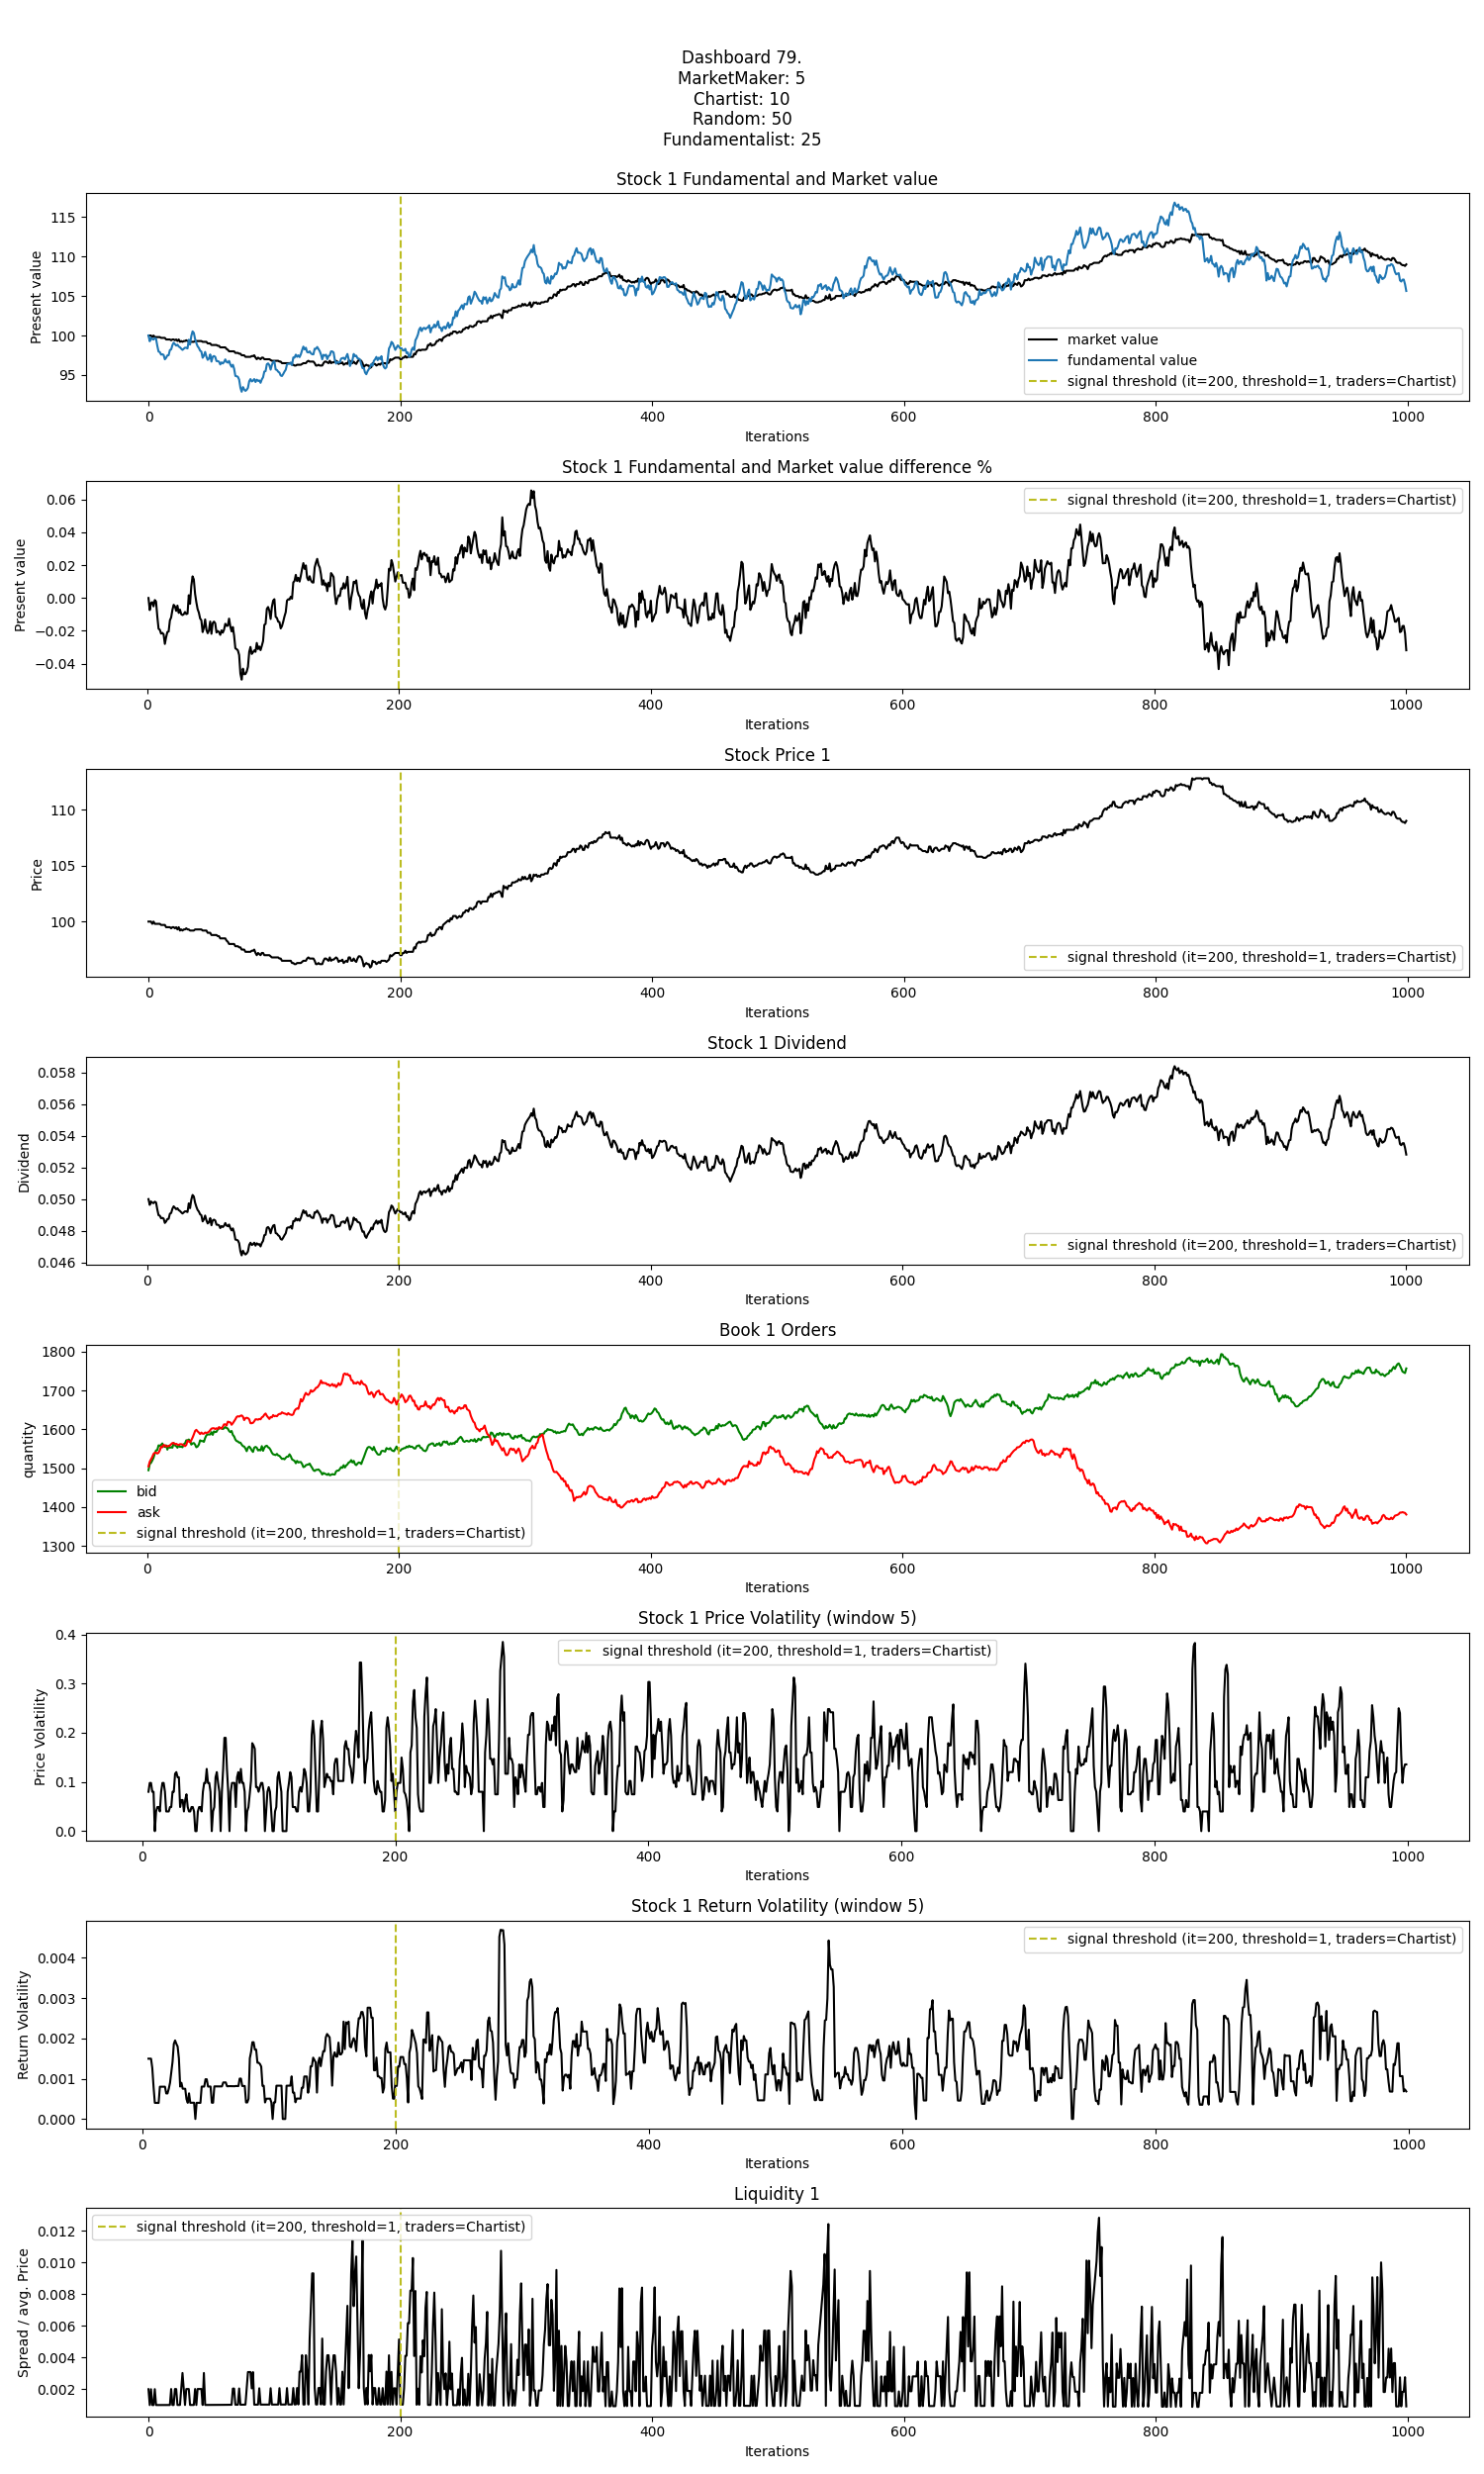 Dashboard 79.
MarketMaker: 5
Chartist: 10
Random: 50
Fundamentalist: 25
Stock 1 Fundamental and Market value
Present value
115
110
105
100
95
market value
fundamental value
signal threshold (it=200, threshold=1, traders=Chartist)
0 200 400 600 800 1000
Iterations
Stock 1 Fundamental and Market value difference %
Present value
0.06
0.04
0.02
0.00
−0.02
−0.04
signal threshold (it=200, threshold=1, traders=Chartist)
0 200 400 600 800 1000
Iterations
Stock Price 1
Price
110
105
100
signal threshold (it=200, threshold=1, traders=Chartist)
0 200 400 600 800 1000
Iterations
Stock 1 Dividend
Dividend
0.058
0.056
0.054
0.052
0.050
0.048
0.046
signal threshold (it=200, threshold=1, traders=Chartist)
0 200 400 600 800 1000
Iterations
Book 1 Orders
quantity
1800
1700
1600
1500
1400
1300
bid
ask
signal threshold (it=200, threshold=1, traders=Chartist)
0 200 400 600 800 1000
Iterations
Stock 1 Price Volatility (window 5)
Price Volatility
0.4
0.3
0.2
0.1
0.0
signal threshold (it=200, threshold=1, traders=Chartist)
0 200 400 600 800 1000
Iterations
Stock 1 Return Volatility (window 5)
Return Volatility
0.004
0.003
0.002
0.001
0.000
signal threshold (it=200, threshold=1, traders=Chartist)
0 200 400 600 800 1000
Iterations
Liquidity 1
Spread / avg. Price
0.012
0.010
0.008
0.006
0.004
0.002
signal threshold (it=200, threshold=1, traders=Chartist)
0 200 400 600 800 1000
Iterations